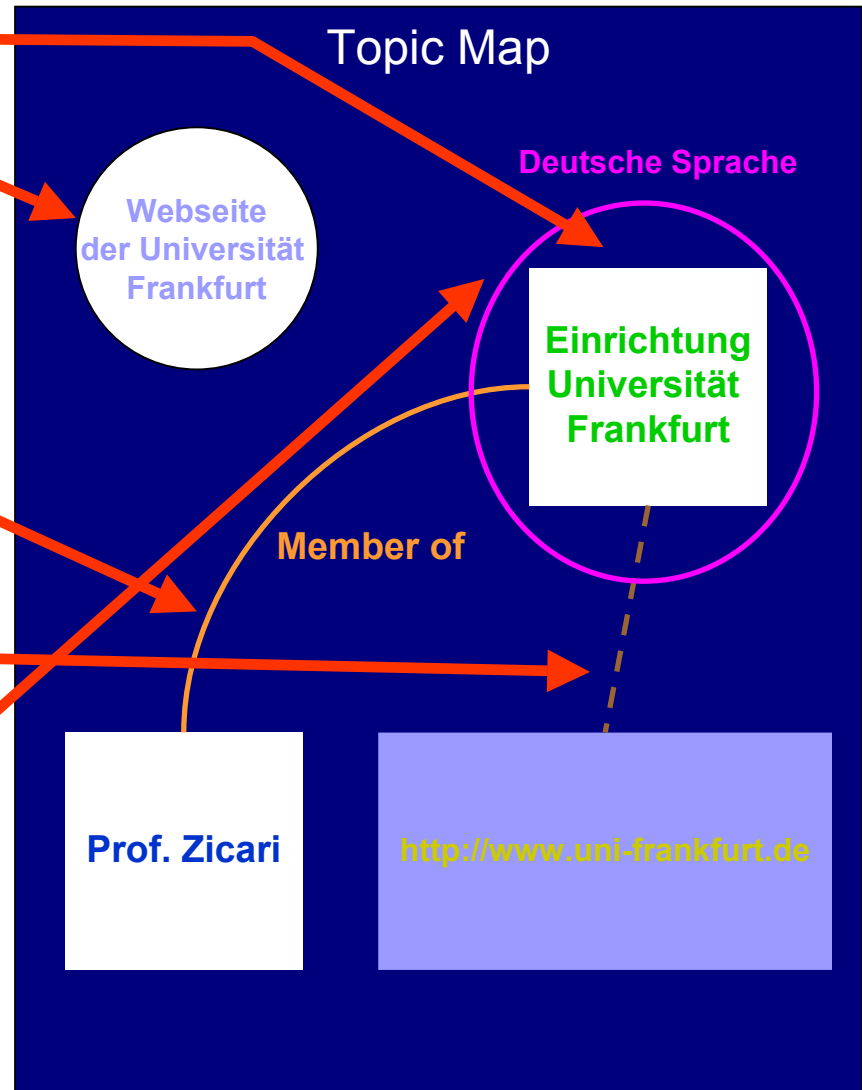 Topic Map
Deutsche Sprache
Webseite
der Universität
Frankfurt
Einrichtung
Universität
Frankfurt
Member of
Prof. Zicari
http://www.uni-frankfurt.de